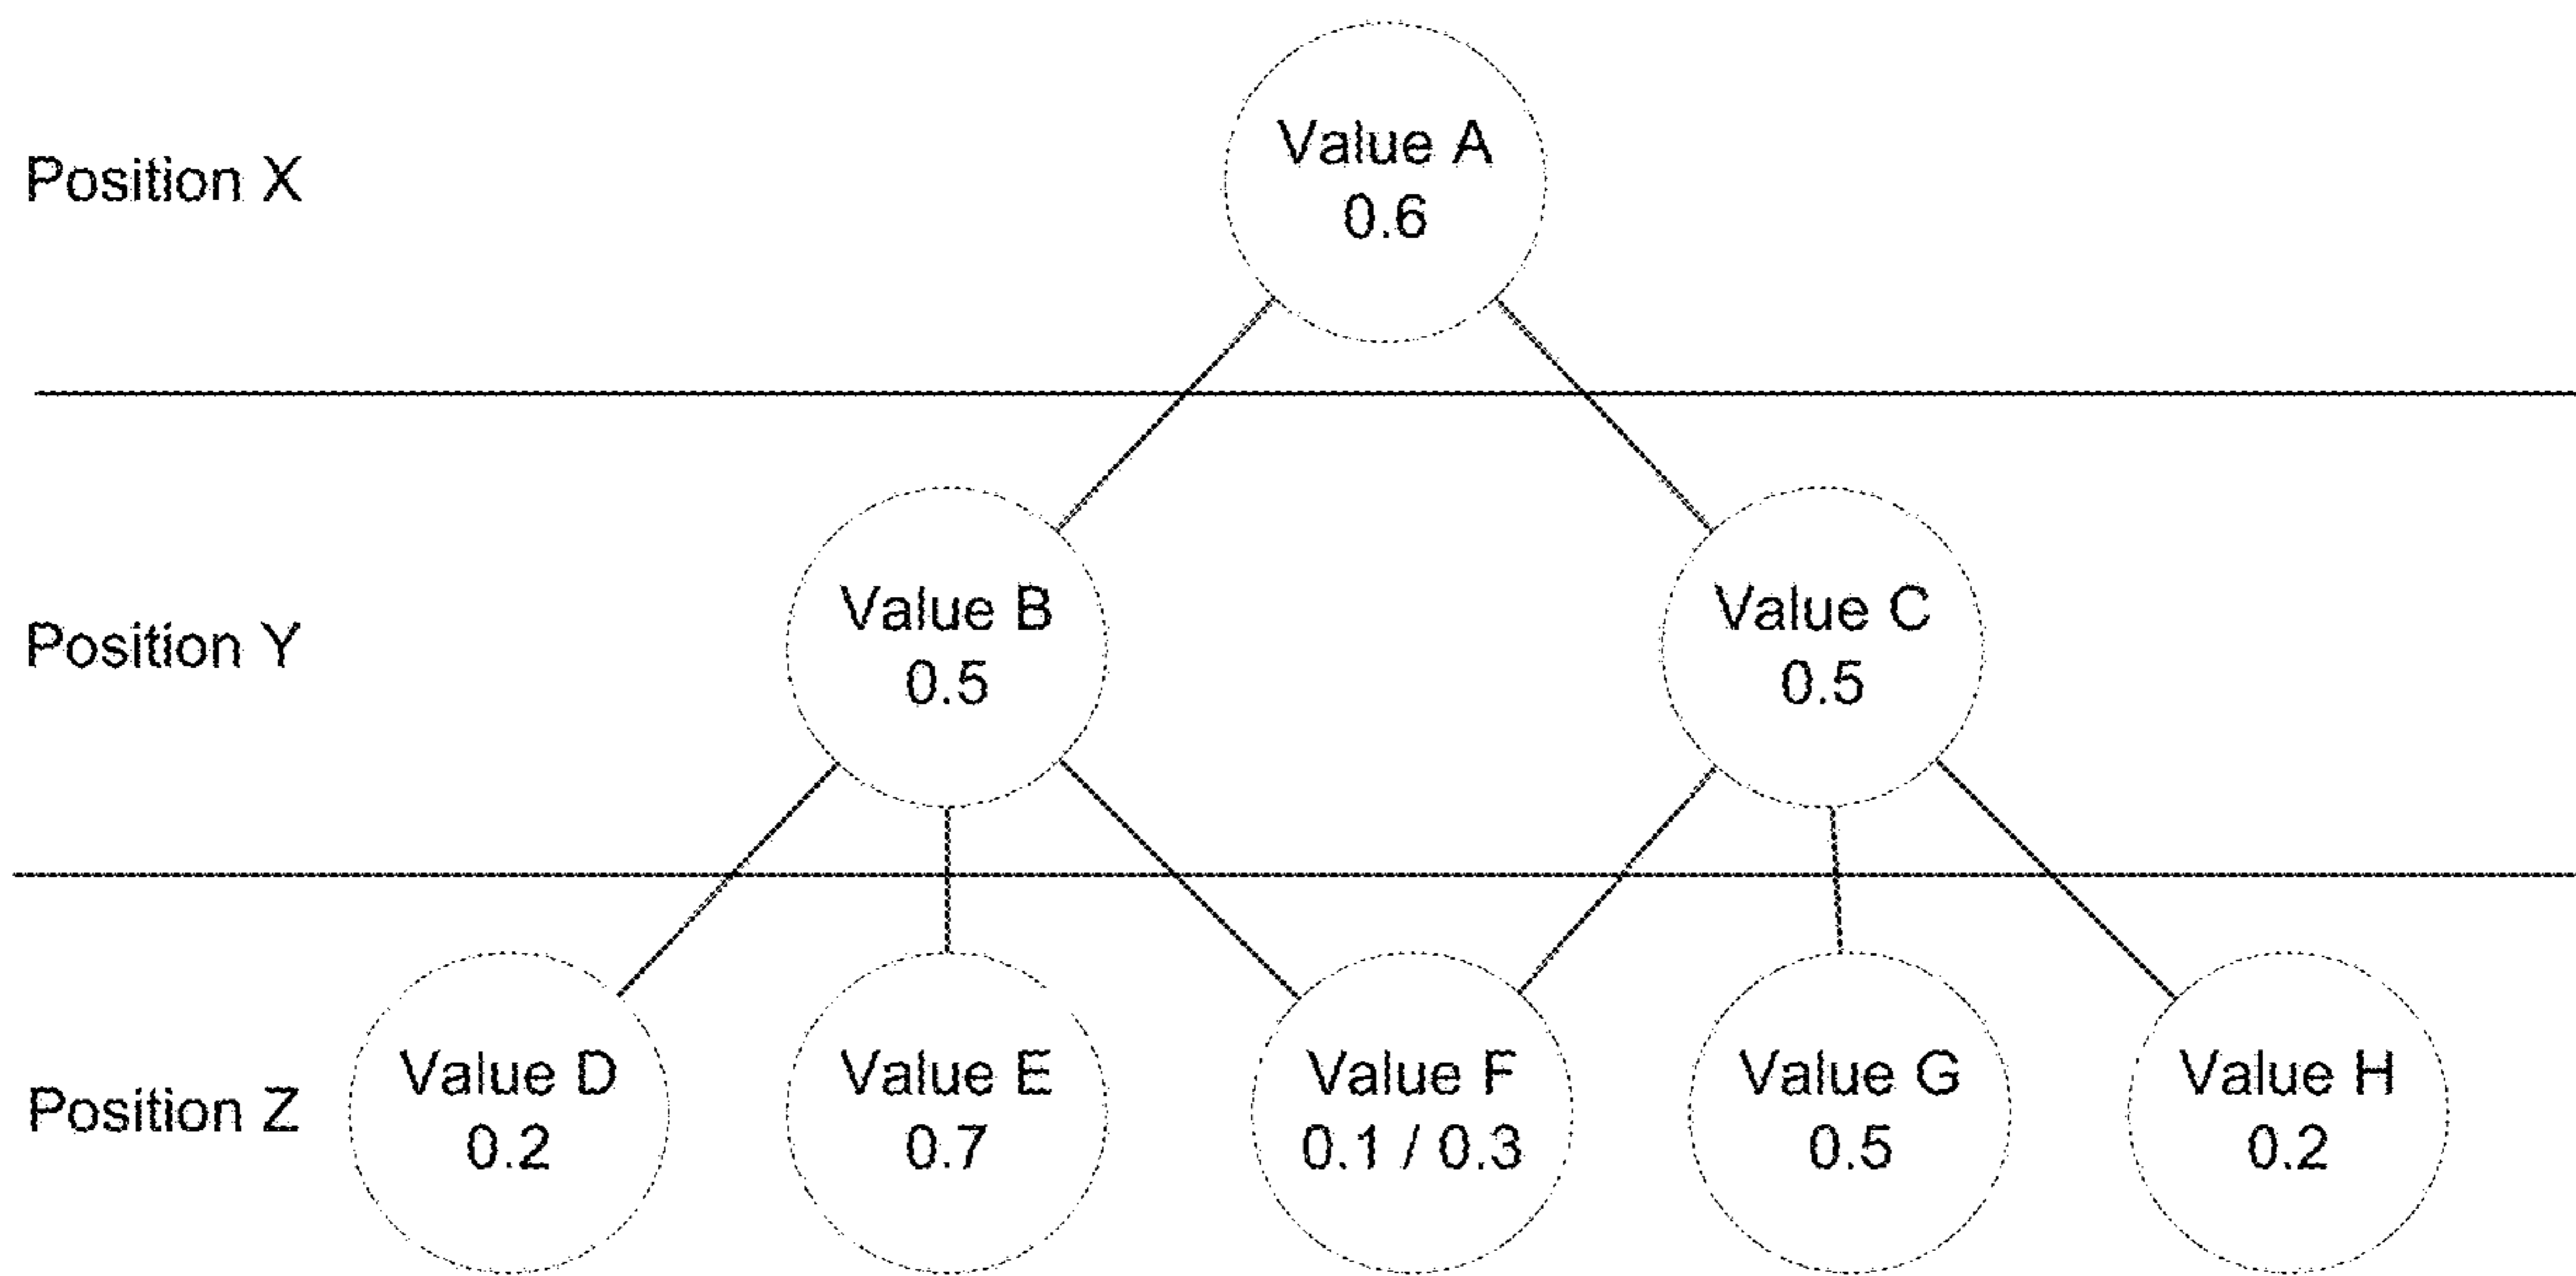 Position X
Value A
0.6
Position Y
Value B
0.5
Value C
0.5
Position Z
Value D
0.2
Value E
0.7
Value F
0.1 / 0.3
Value G
0.5
Value H
0.2